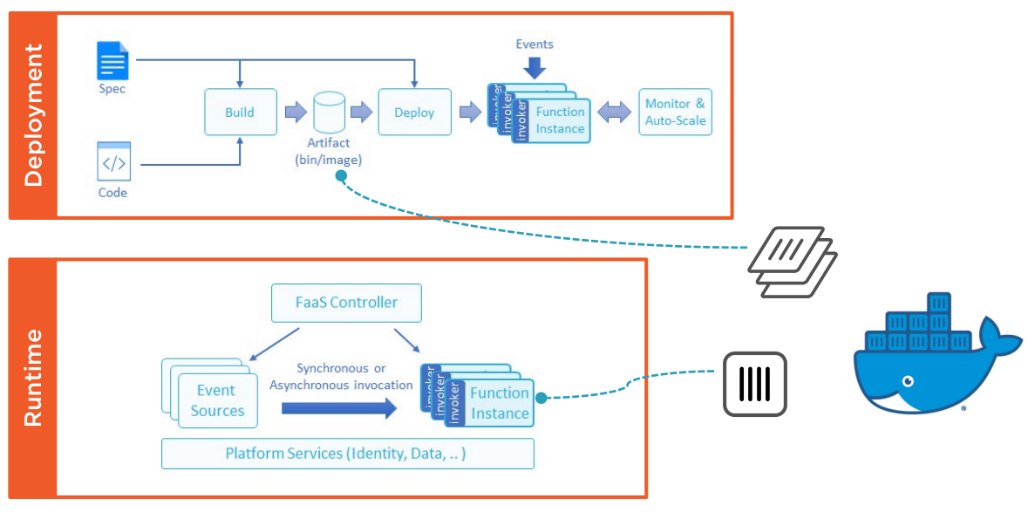 Deployment
Spec
Code
</>
Build
Artifact
(bin/image)
Deploy
Events
invoker
invoker
invoker
Function
Instance
Monitor &
Auto-Scale
Runtime
FaaS Controller
Event
Sources
Synchronous or
Asynchronous invocation
invoker
invoker
invoker
Function
Instance
Platform Services (Identity, Data, .. )